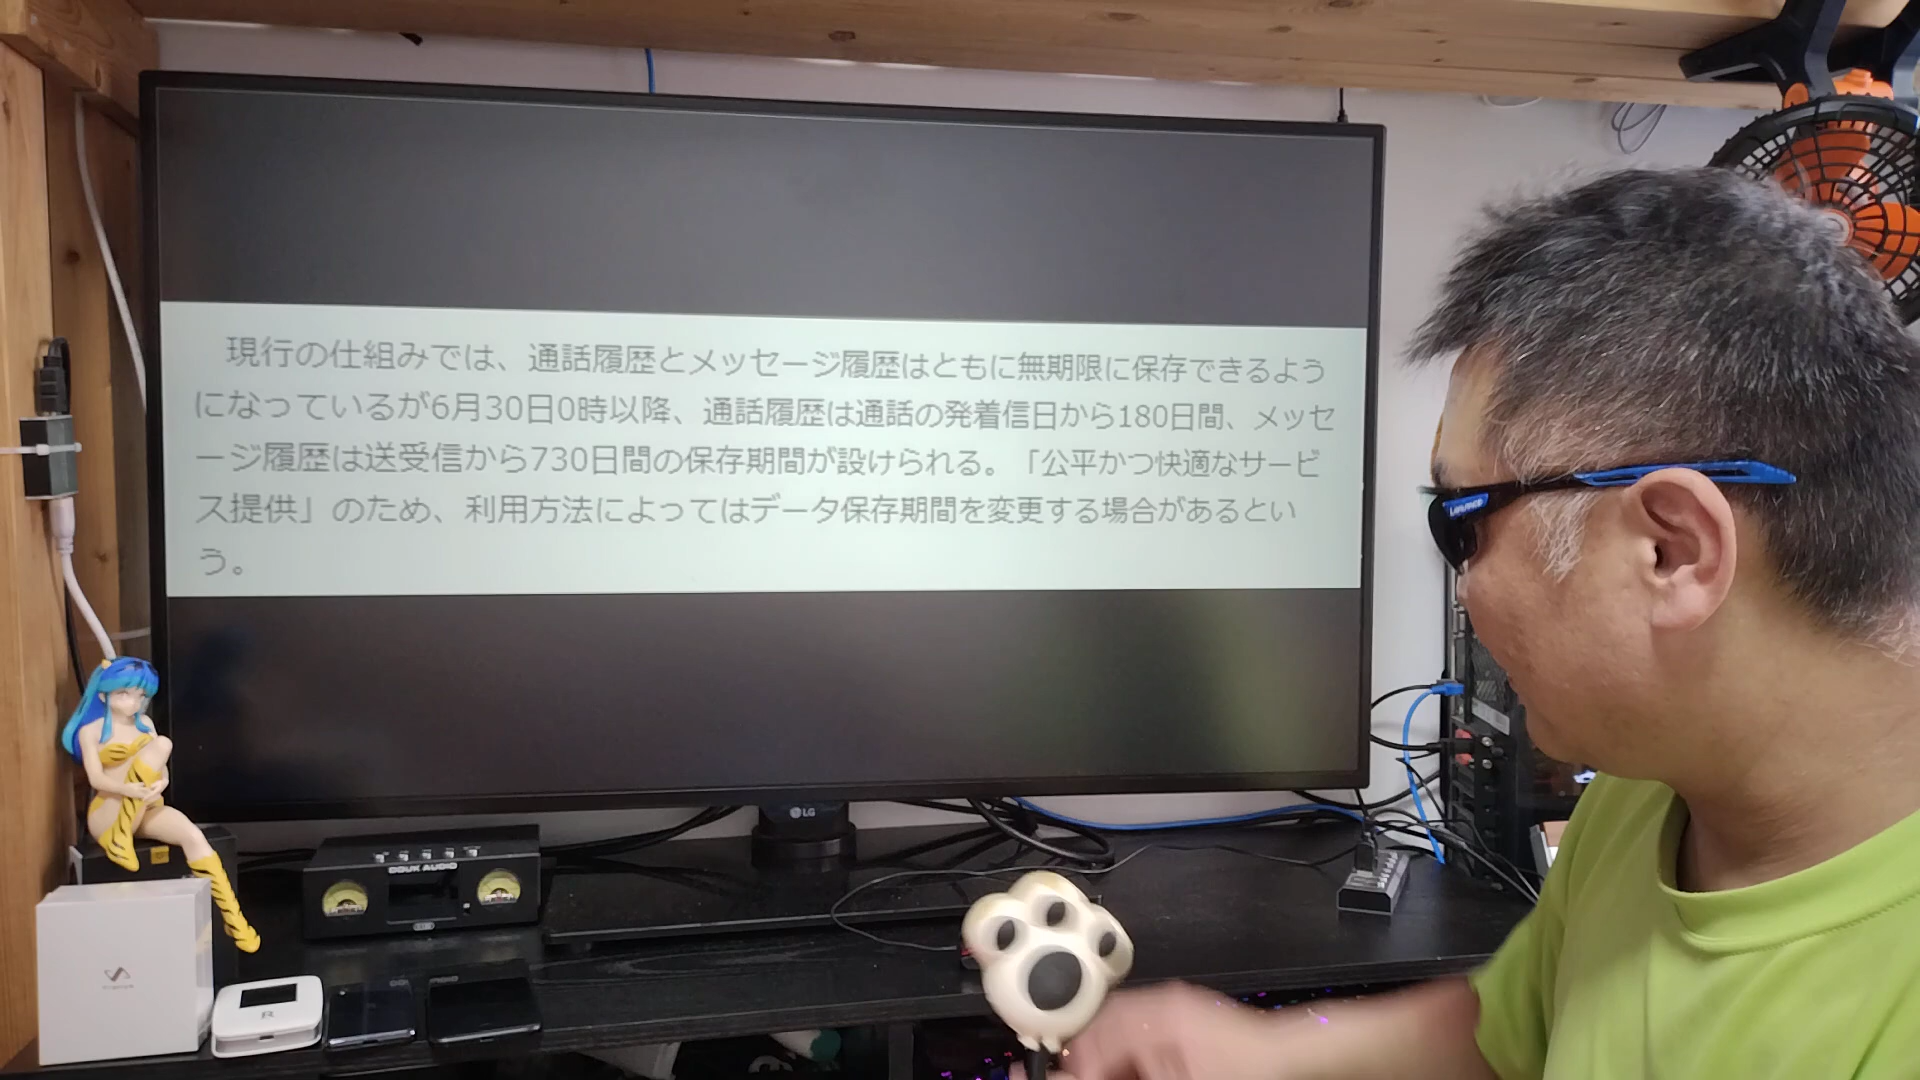 現行の仕組みでは、通話履歴とメッセージ履歴はともに無期限に保存できるよう
になっているが6月30日0時以降、通話履歴は通話の発着信日から180日間、メッセ
ージ履歴は送受信から730日間の保存期間が設けられる。「公平かつ快適なサービ
ス提供」のため、利用方法によってはデータ保存期間を変更する場合があるとい
う。
LG
DOUK AUDIO